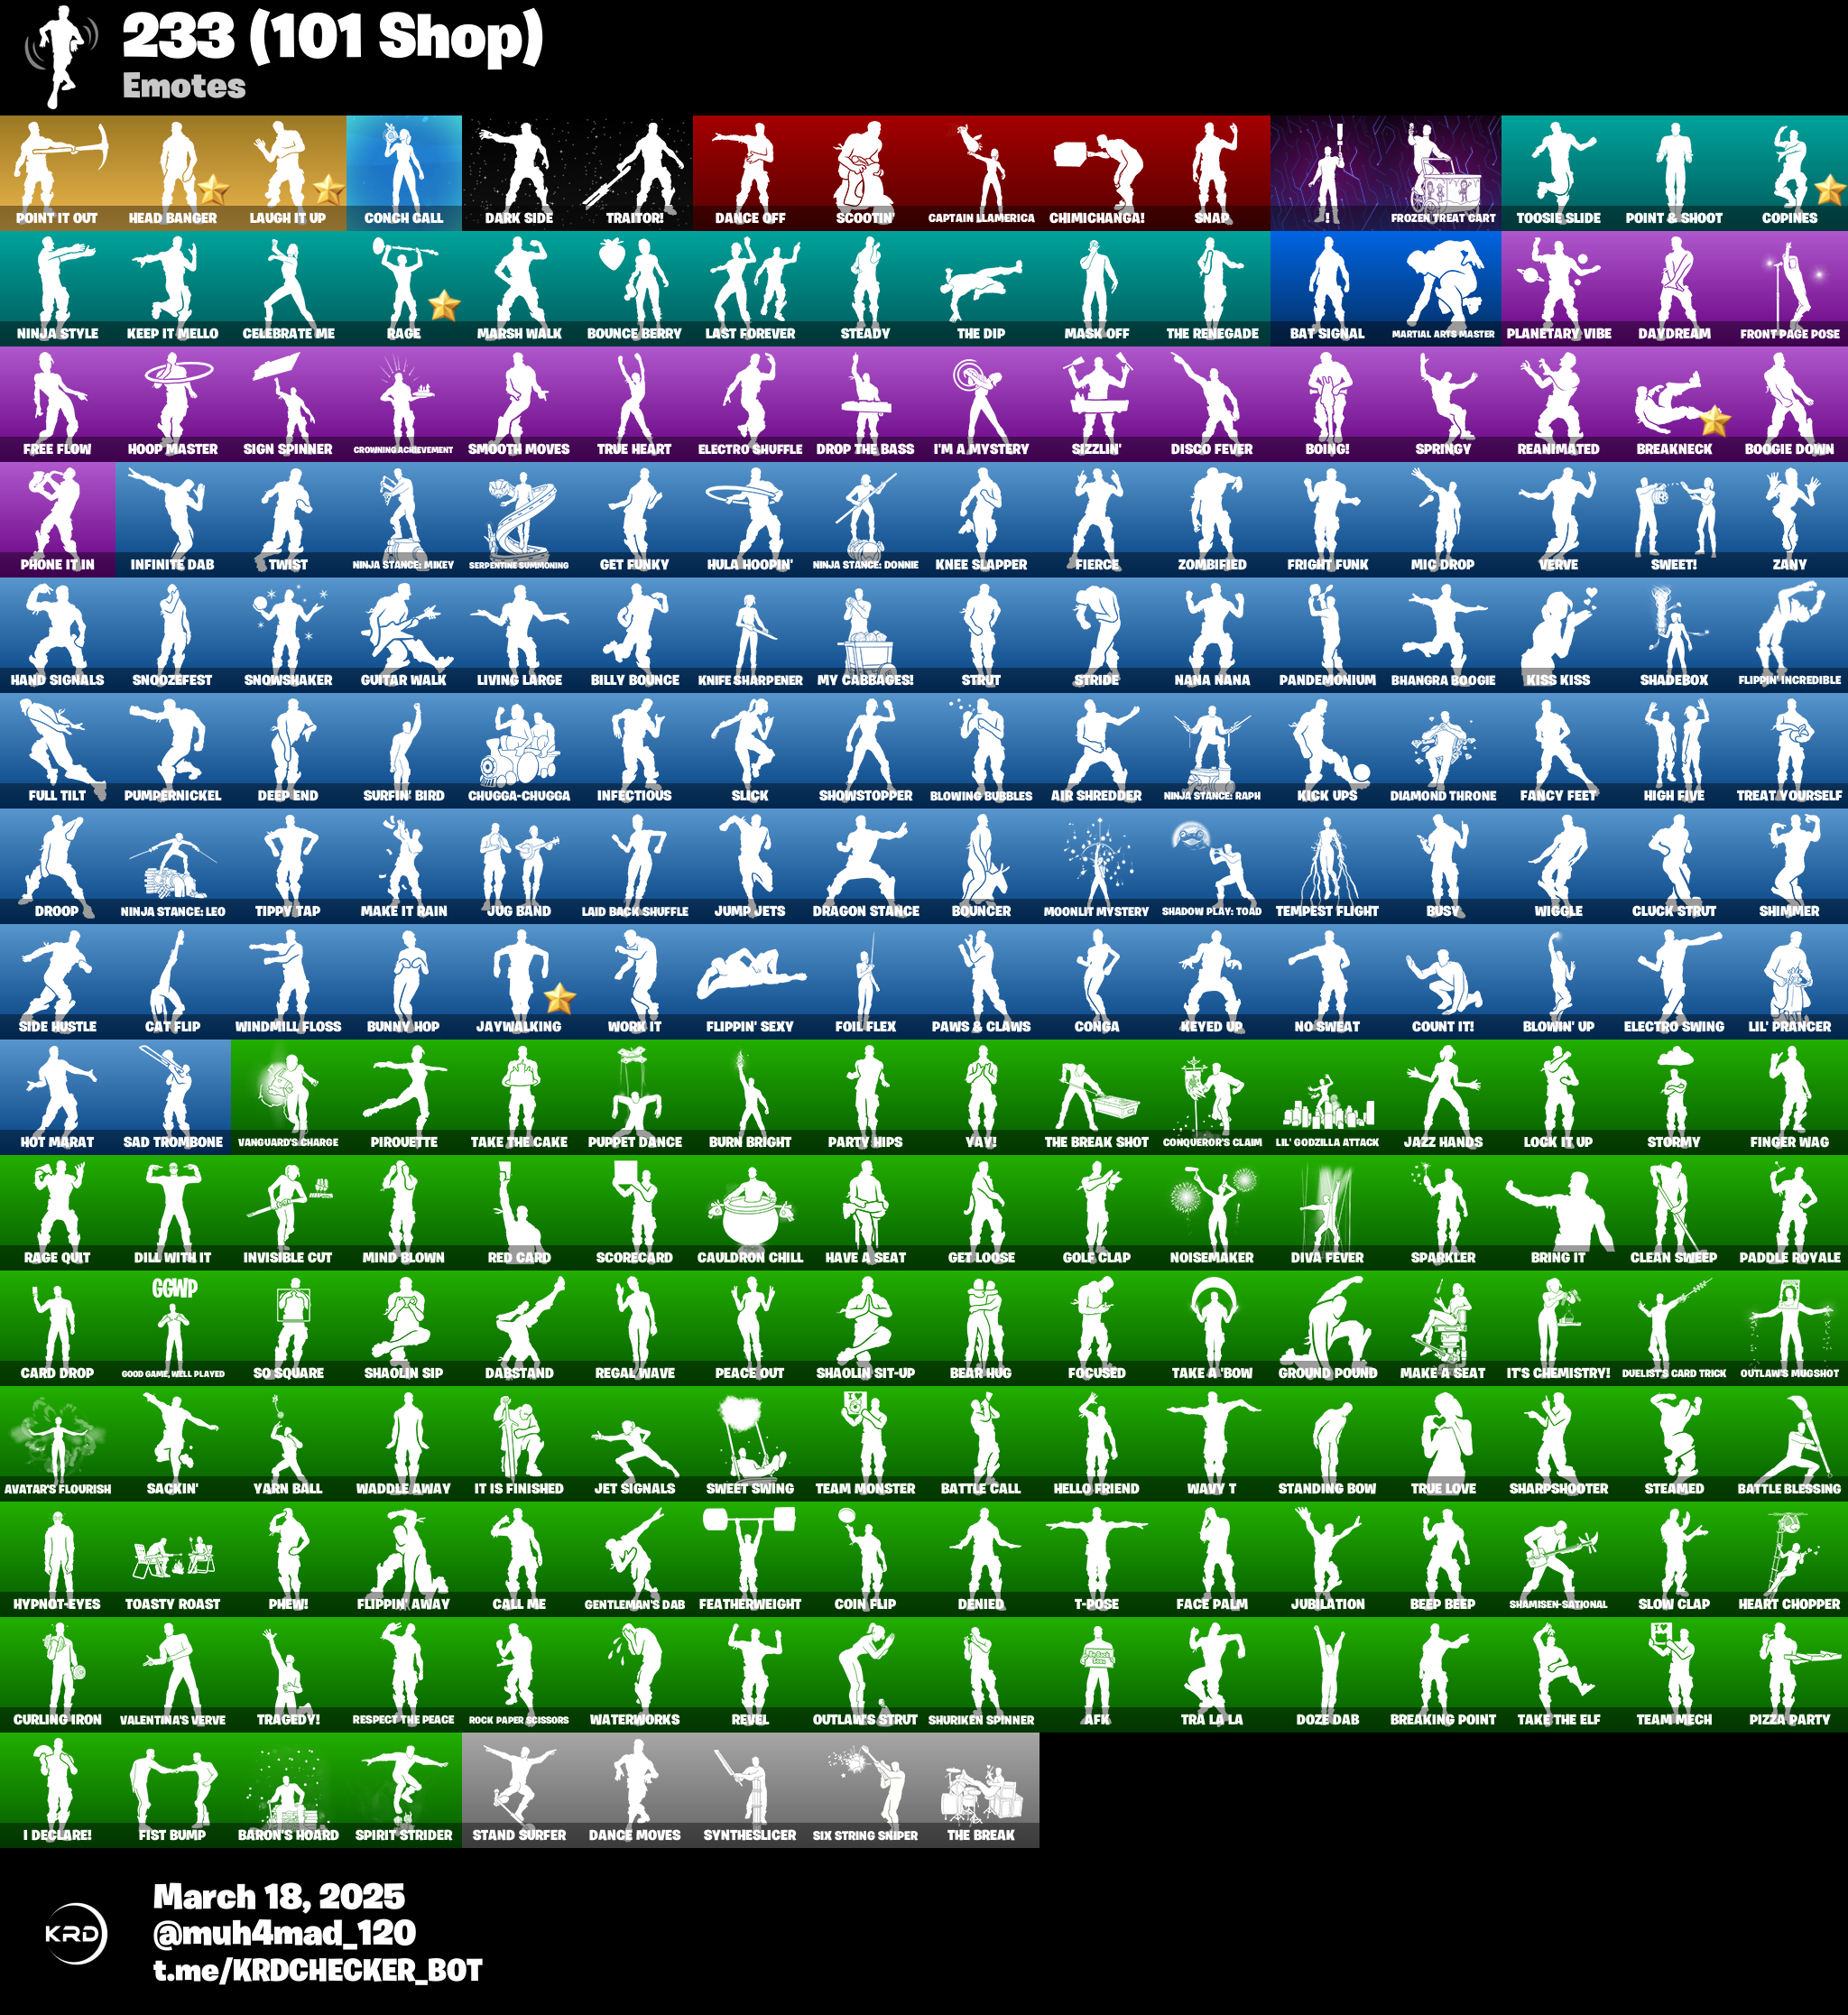 233 (101 Shop)
Emotes
POINT IT OUT HEAD BANGER LAUGH IT UP CONCH CALL DARK SIDE TRAITOR! DANCE OFF SCOOTIN' CAPTAIN LLAMERICA CHIMICHANGA! SNAP ! FROZEN TREAT CART TOOSIE SLIDE POINT & SHOOT COPINES
NINJA STYLE KEEP IT MELLO CELEBRATE ME RAGE MARSH WALK BOUNCE BERRY LAST FOREVER STEADY THE DIP MASK OFF THE RENEGADE BAT SIGNAL MARTIAL ARTS MASTER PLANETARY VIBE DAYDREAM FRONT PAGE POSE
FREE FLOW HOOP MASTER SIGN SPINNER CROWNING ACHIEVEMENT SMOOTH MOVES TRUE HEART ELECTRO SHUFFLE DROP THE BASS I'M A MYSTERY SIZZLIN' DISCO FEVER BOING! SPRINGY REANIMATED BREAKNECK BOOGIE DOWN
PHONE IT IN INFINITE DAB TWIST NINJA STANCE: MIKEY SERPENTINE SUMMONING GET FUNKY HULA HOOPIN' NINJA STANCE: DONNIE KNEE SLAPPER FIERCE ZOMBIFIED FRIGHT FUNK MIC DROP VERVE SWEET! ZANY
HAND SIGNALS SNOOZEFEST SNOWSHAKER GUITAR WALK LIVING LARGE BILLY BOUNCE KNIFE SHARPENER MY CABBAGES! STRUT STRIDE NANA NANA PANDEMONIUM BHANGRA BOOGIE KISS KISS SHADEBOX FLIPPIN' INCREDIBLE
FULL TILT PUMPERNICKEL DEEP END SURFIN' BIRD CHUGGA-CHUGGA INFECTIOUS SLICK SHOWSTOPPER BLOWING BUBBLES AIR SHREDDER NINJA STANCE: RAPH KICK UPS DIAMOND THRONE FANCY FEET HIGH FIVE TREAT YOURSELF
DROOP NINJA STANCE: LEO TIPPY TAP MAKE IT RAIN JUG BAND LAID BACK SHUFFLE JUMP JETS DRAGON STANCE BOUNCER MOONLIT MYSTERY SHADOW PLAY: TOAD TEMPEST FLIGHT BUSY WIGGLE CLUCK STRUT SHIMMER
SIDE HUSTLE CAT FLIP WINDMILL FLOSS BUNNY HOP JAYWALKING WORK IT FLIPPIN' SEXY FOIL FLEX PAWS & CLAWS CONGA KEYED UP NO SWEAT COUNT IT! BLOWIN' UP ELECTRO SWING LIL' PRANCER
HOT MARAT SAD TROMBONE VANGUARD'S CHARGE PIROUETTE TAKE THE CAKE PUPPET DANCE BURN BRIGHT PARTY HIPS YAY! THE BREAK SHOT CONQUEROR'S CLAIM LIL' GODZILLA ATTACK JAZZ HANDS LOCK IT UP STORMY FINGER WAG
RAGE QUIT DILL WITH IT INVISIBLE CUT MIND BLOWN RED CARD SCORECARD CAULDRON CHILL HAVE A SEAT GET LOOSE GOLF CLAP NOISEMAKER DIVA FEVER SPARKLER BRING IT CLEAN SWEEP PADDLE ROYALE
GGWP
CARD DROP GOOD GAME, WELL PLAYED SO SQUARE SHAOLIN SIP DABSTAND REGAL WAVE PEACE OUT SHAOLIN SIT-UP BEAR HUG FOCUSED TAKE A 'BOW GROUND POUND MAKE A SEAT IT'S CHEMISTRY! DUELIST'S CARD TRICK OUTLAW'S MUGSHOT
I
AVATAR'S FLOURISH SACKIN' YARN BALL WADDLE AWAY IT IS FINISHED JET SIGNALS SWEET SWING TEAM MONSTER BATTLE CALL HELLO FRIEND WAVY T STANDING BOW TRUE LOVE SHARPSHOOTER STEAMED BATTLE BLESSING
HYPNOT-EYES TOASTY ROAST PHEW! FLIPPIN' AWAY CALL ME GENTLEMAN'S DAB FEATHERWEIGHT COIN FLIP DENIED T-POSE FACE PALM JUBILATION BEEP BEEP SHAMISEN-SATIONAL SLOW CLAP HEART CHOPPER
I
Be Back
Soon
CURLING IRON VALENTINA'S VERVE TRAGEDY! RESPECT THE PEACE ROCK PAPER SCISSORS WATERWORKS REVEL OUTLAW'S STRUT SHURIKEN SPINNER AFK TRA LA LA DOZE DAB BREAKING POINT TAKE THE ELF TEAM MECH PIZZA PARTY
I DECLARE! FIST BUMP BARON'S HOARD SPIRIT STRIDER STAND SURFER DANCE MOVES SYNTHESLICER SIX STRING SNIPER THE BREAK
KRD
March 18, 2025
@muh4mad_120
t.me/KRDCHECKER_BOT